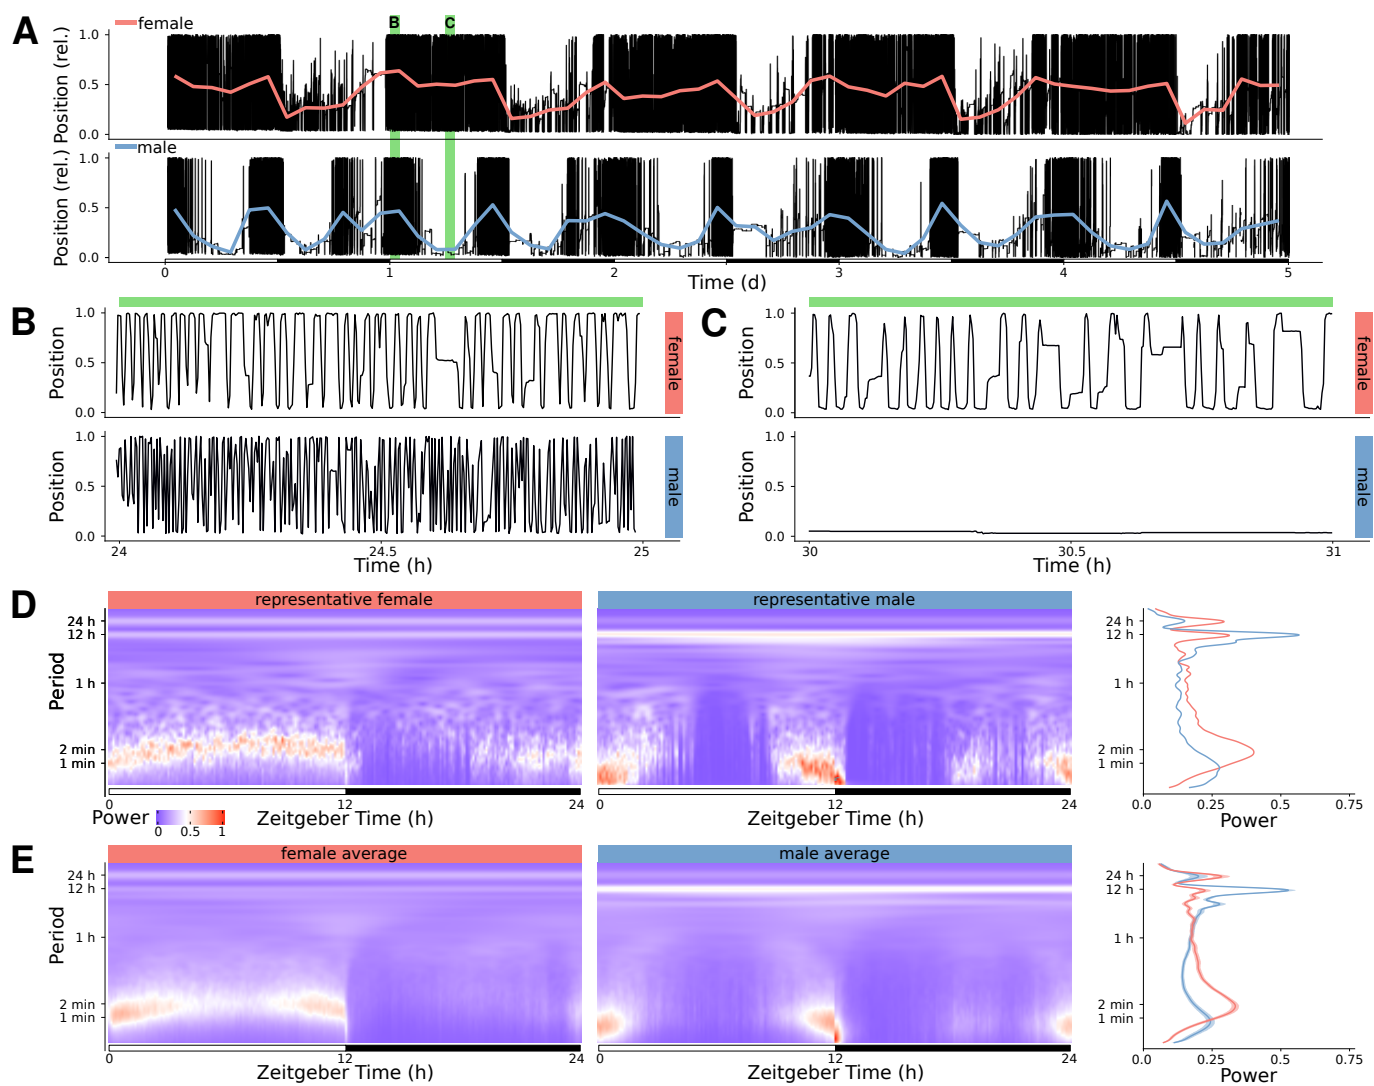 A
female
B
C
Position (rel.)
1.0
0.5
0.0
male
Position (rel.)
1.0
0.5
0.0
0
1
2
3
4
5
Time (d)
B
Position
1.0
0.5
0.0
female
Position
1.0
0.5
0.0
male
24
24.5
25
Time (h)
C
Position
1.0
0.5
0.0
female
Position
1.0
0.5
0.0
male
30
30.5
31
Time (h)
D
representative female
representative male
Period
24 h
12 h
1 h
2 min
1 min
0
12
24
Zeitgeber Time (h)
0
12
24
Zeitgeber Time (h)
Power
0
0.5
1
24 h
12 h
1 h
2 min
1 min
0.0
0.25
0.5
0.75
Power
E
female average
male average
Period
24 h
12 h
1 h
2 min
1 min
0
12
24
Zeitgeber Time (h)
0
12
24
Zeitgeber Time (h)
24 h
12 h
1 h
2 min
1 min
0.0
0.25
0.5
0.75
Power